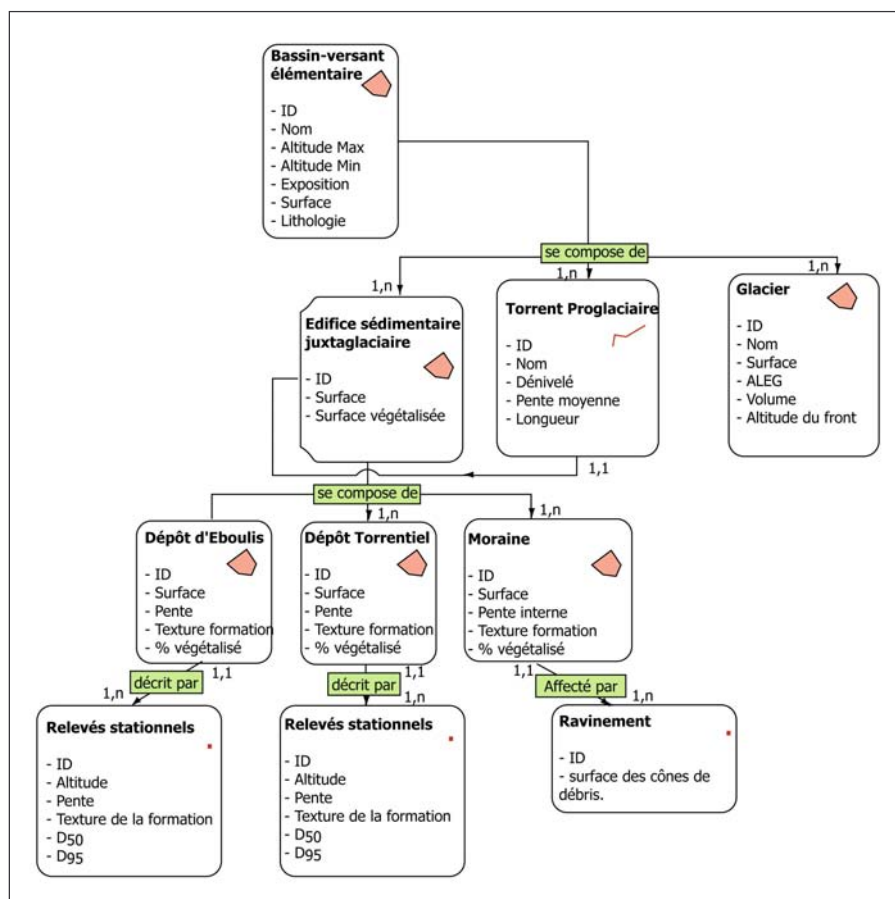 Bassin-versant
élémentaire
- ID
- Nom
- Altitude Max
- Altitude Min
- Exposition
- Surface
- Lithologie
se compose de
1,n
1,n
1,n
Edifice sédimentaire
juxtaglaciaire
- ID
- Surface
- Surface végétalisée
Torrent Proglaciaire
- ID
- Nom
- Dénivelé
- Pente moyenne
- Longueur
Glacier
- ID
- Nom
- Surface
- ALEG
- Volume
- Altitude du front
1,1
se compose de
1,n
1,n
1,n
Dépôt d'Eboulis
- ID
- Surface
- Pente
- Texture formation
- % végétalisé
Dépôt Torrentiel
- ID
- Surface
- Pente
- Texture formation
- % végétalisé
Moraine
- ID
- Surface
- Pente interne
- Texture formation
- % végétalisé
1,1
décrit par
1,n
1,1
décrit par
1,n
1,1
Affecté par
1,n
Relevés stationnels
- ID
- Altitude
- Pente
- Texture de la formation
- D50
- D95
Relevés stationnels
- ID
- Altitude
- Pente
- Texture de la formation
- D50
- D95
Ravinement
- ID
- surface des cônes de
débris.